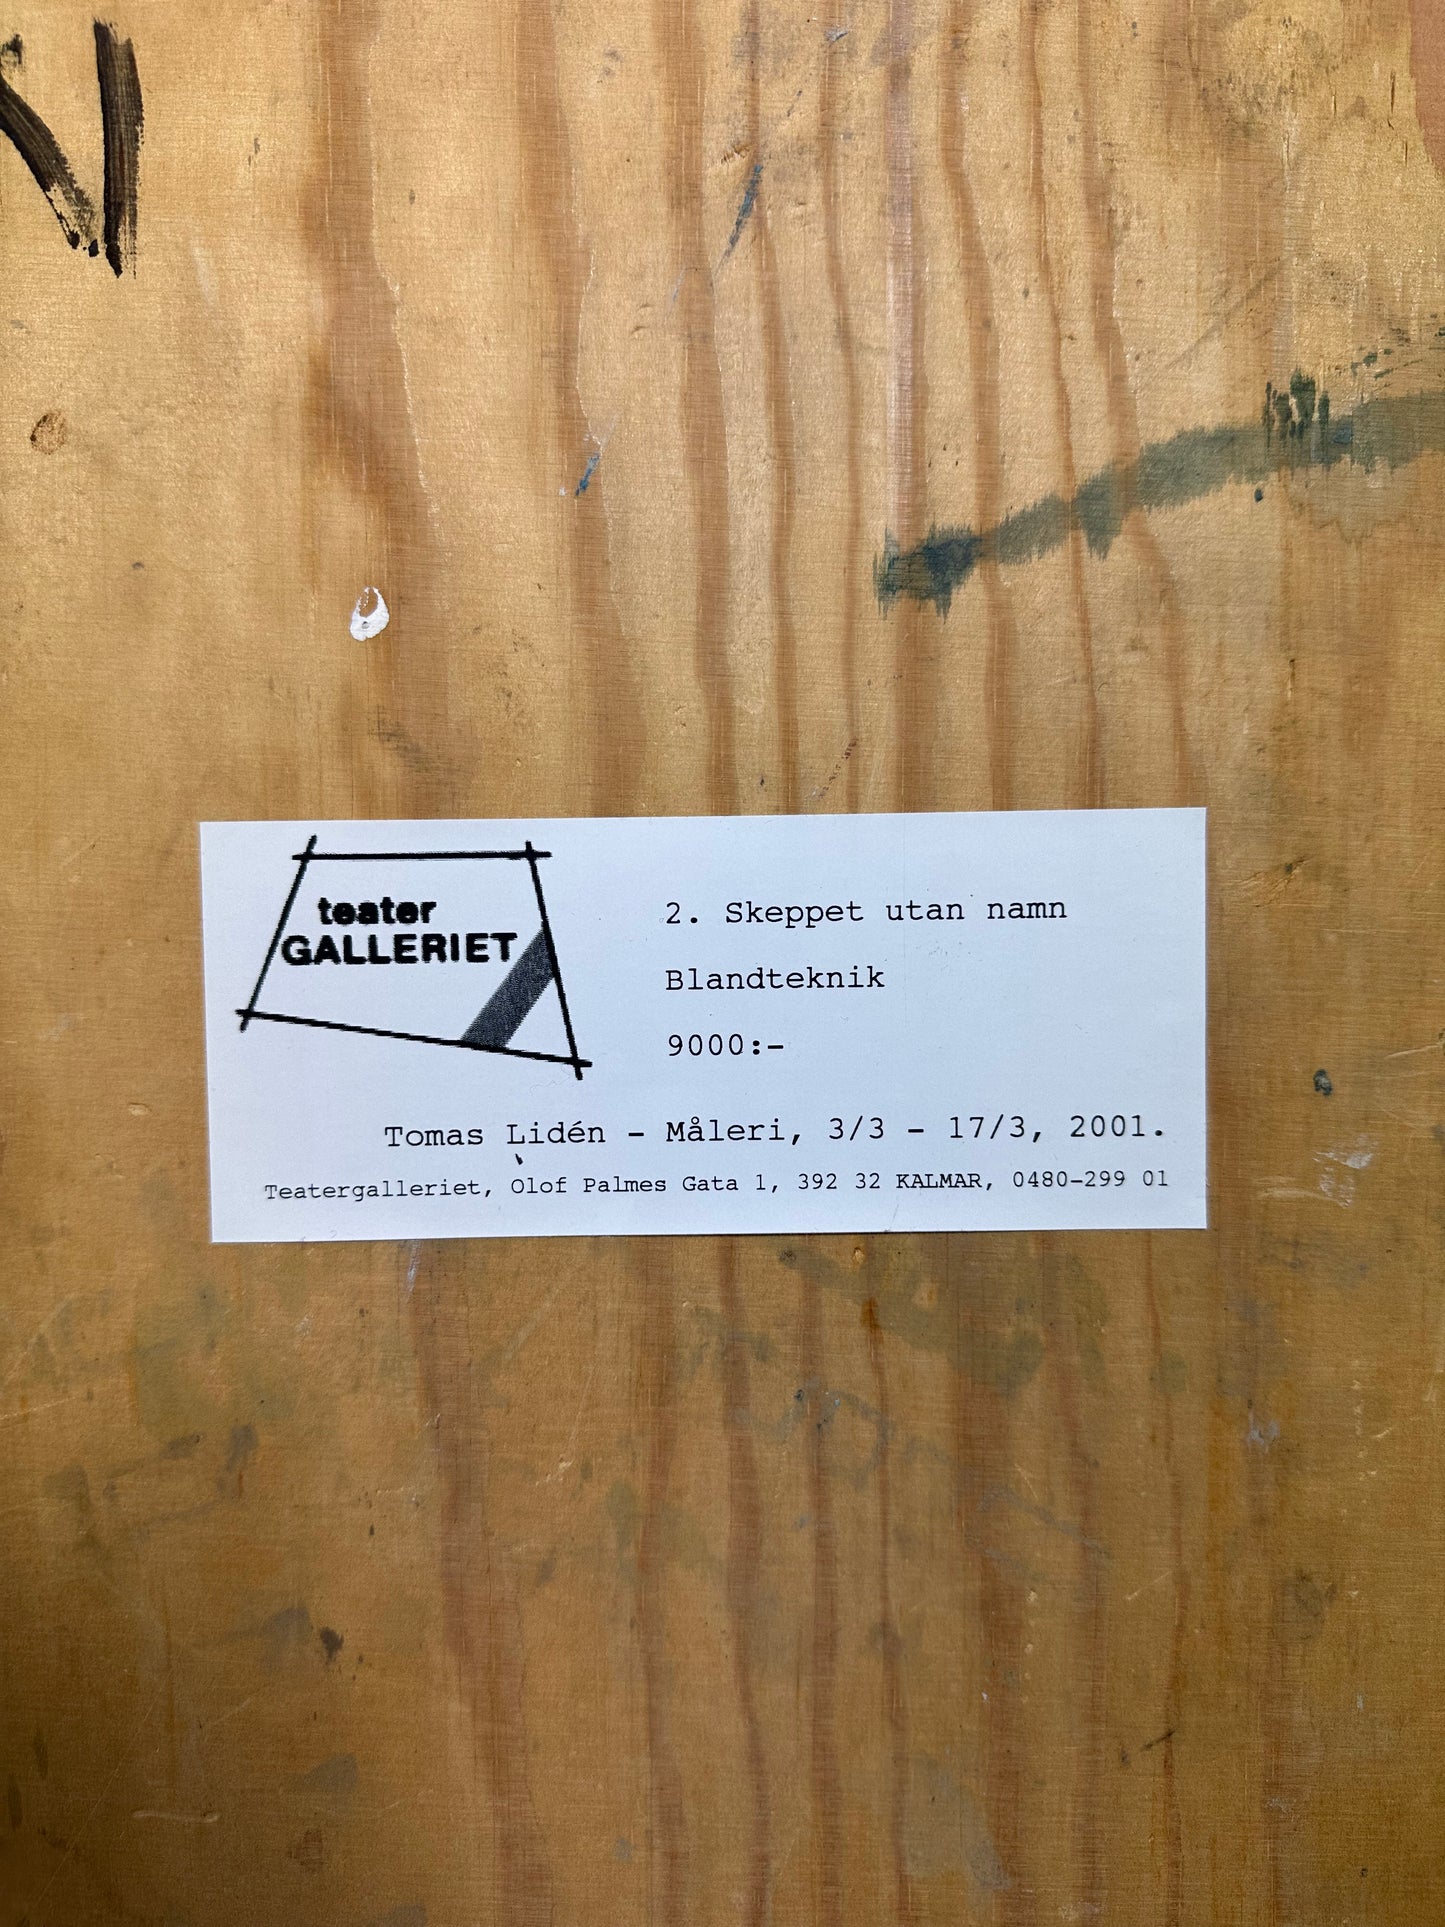 teater
GALLERIET
2. Skeppet utan namn
Blandteknik
9000:-
Tomas Lidén - Måleri, 3/3 - 17/3, 2001.
Teatergalleriet, Olof Palmes Gata 1, 392 32 KALMAR, 0480-299 01